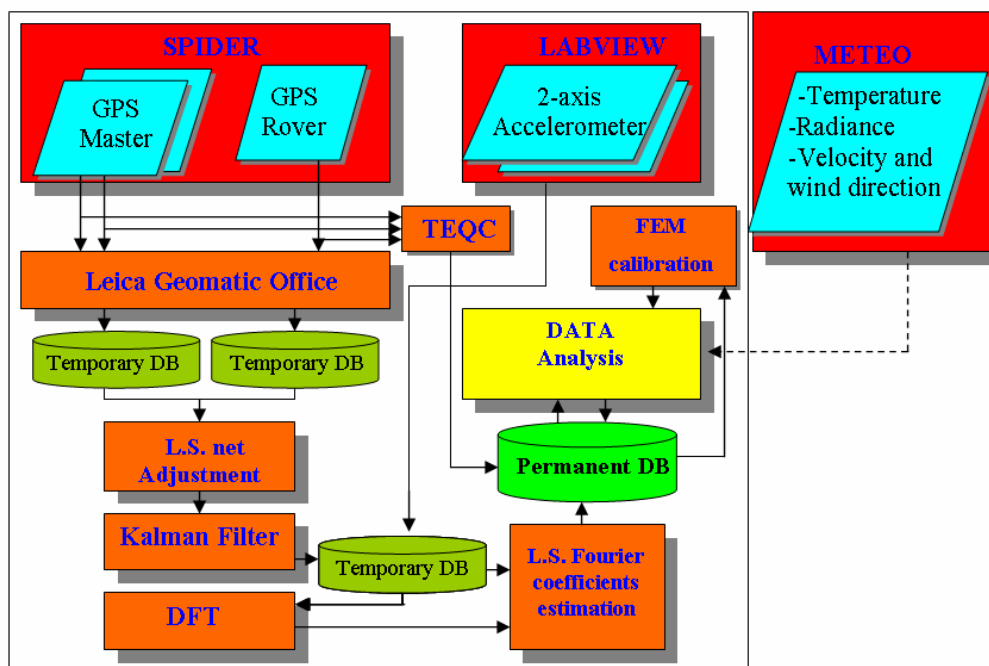 SPIDER
GPS
Master
GPS
Rover
LABVIEW
2-axis
Accelerometer
METEO
-Temperature
-Radiance
-Velocity and
wind direction
TEQC
FEM
calibration
Leica Geomatic Office
DATA
Analysis
Temporary DB
Temporary DB
L.S. net
Adjustment
Permanent DB
Kalman Filter
Temporary DB
L.S. Fourier
coefficients
estimation
DFT